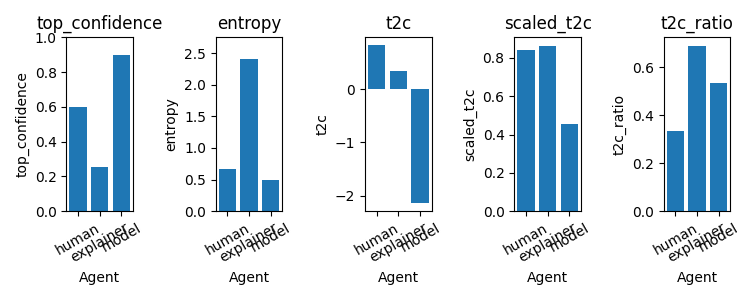 top_confidence
top_confidence
1.0
0.8
0.6
0.4
0.2
0.0
human
explainer
model
Agent
entropy
entropy
2.5
2.0
1.5
1.0
0.5
0.0
human
explainer
model
Agent
t2c
t2c
0
−1
−2
human
explainer
model
Agent
scaled_t2c
scaled_t2c
0.8
0.6
0.4
0.2
0.0
human
explainer
model
Agent
t2c_ratio
t2c_ratio
0.6
0.4
0.2
0.0
human
explainer
model
Agent